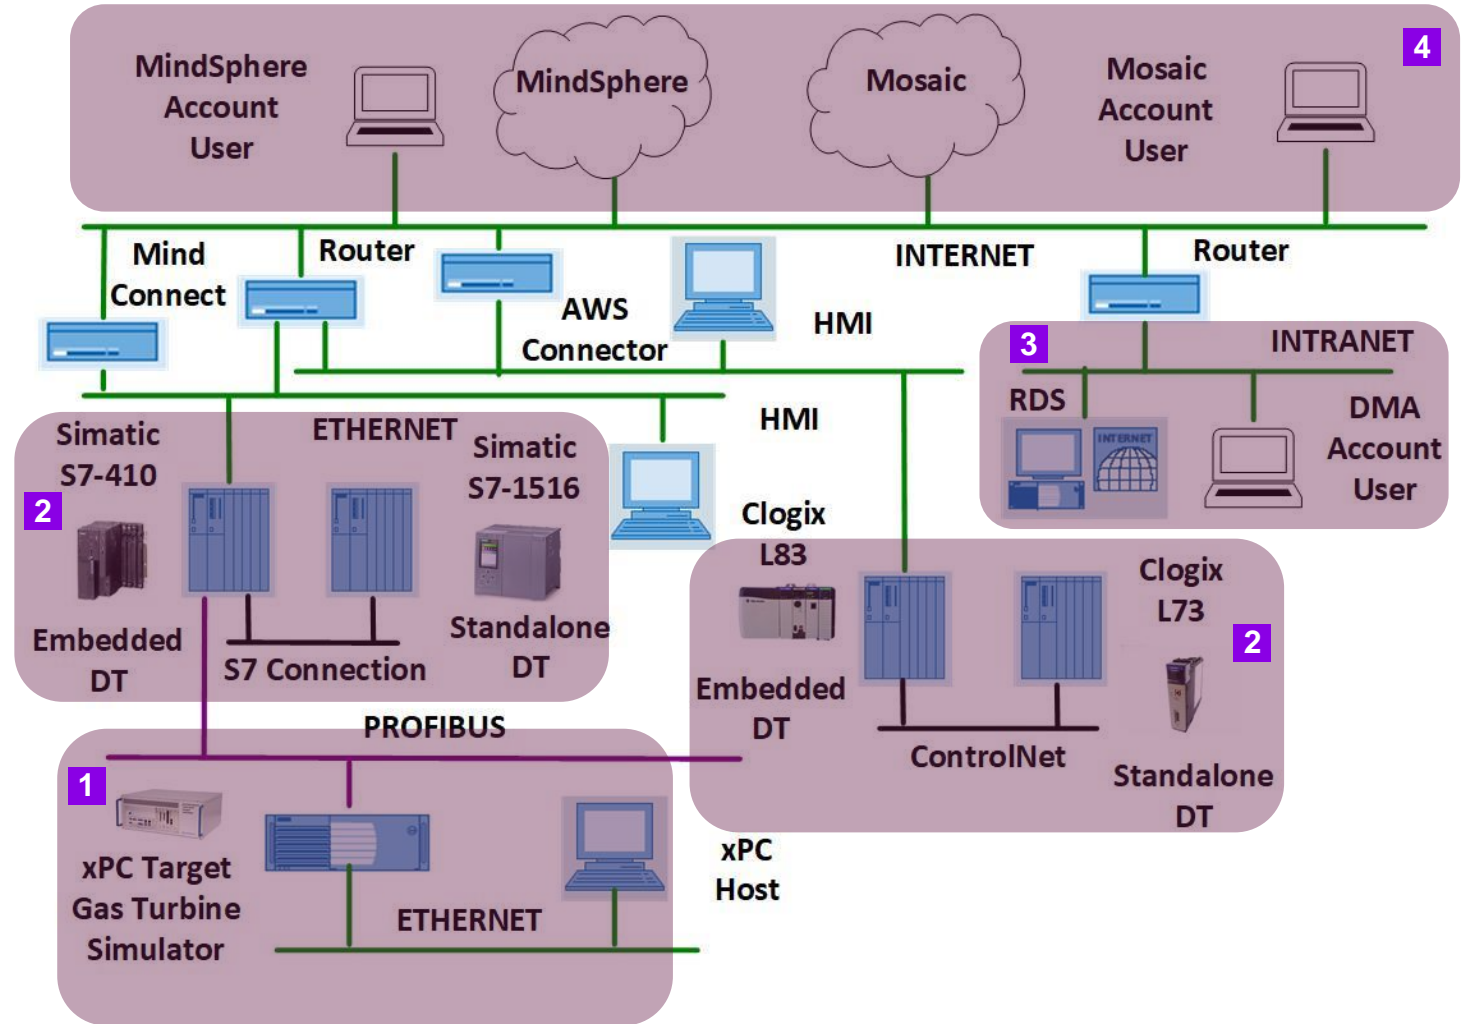 MindSphere
Account
User
MindSphere
Mosaic
Mosaic
Account
User
4
Mind
Connect
Router
AWS
Connector
INTERNET
HMI
Router
3
INTRANET
RDS
INTERNET
DMA
Account
User
HMI
Simatic
S7-410
ETHERNET
Simatic
S7-1516
2
Embedded
DT
S7 Connection
Standalone
DT
Clogix
L83
Clogix
L73
2
Embedded
DT
ControlNet
Standalone
DT
PROFIBUS
1
xPC Target
Gas Turbine
Simulator
ETHERNET
xPC
Host